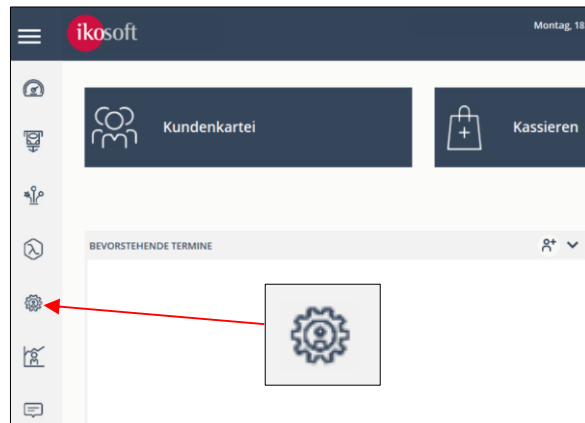 ikosoft
Montag, 18
Kundenkartei
Kassieren
BEVORSTEHENDE TERMINE